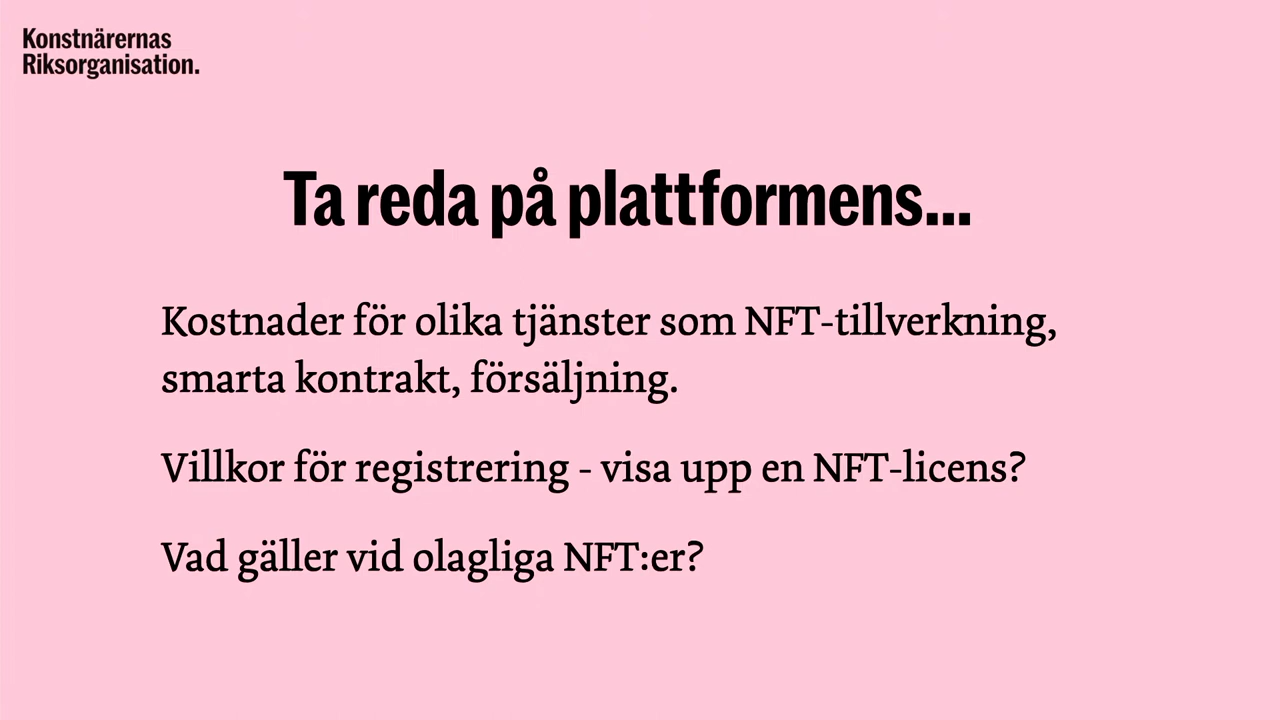 Konstnärernas
Riksorganisation.
Ta reda på plattformens...
Kostnader för olika tjänster som NFT-tillverkning,
smarta kontrakt, försäljning.
Villkor för registrering - visa upp en NFT-licens?
Vad gäller vid olagliga NFT:er?